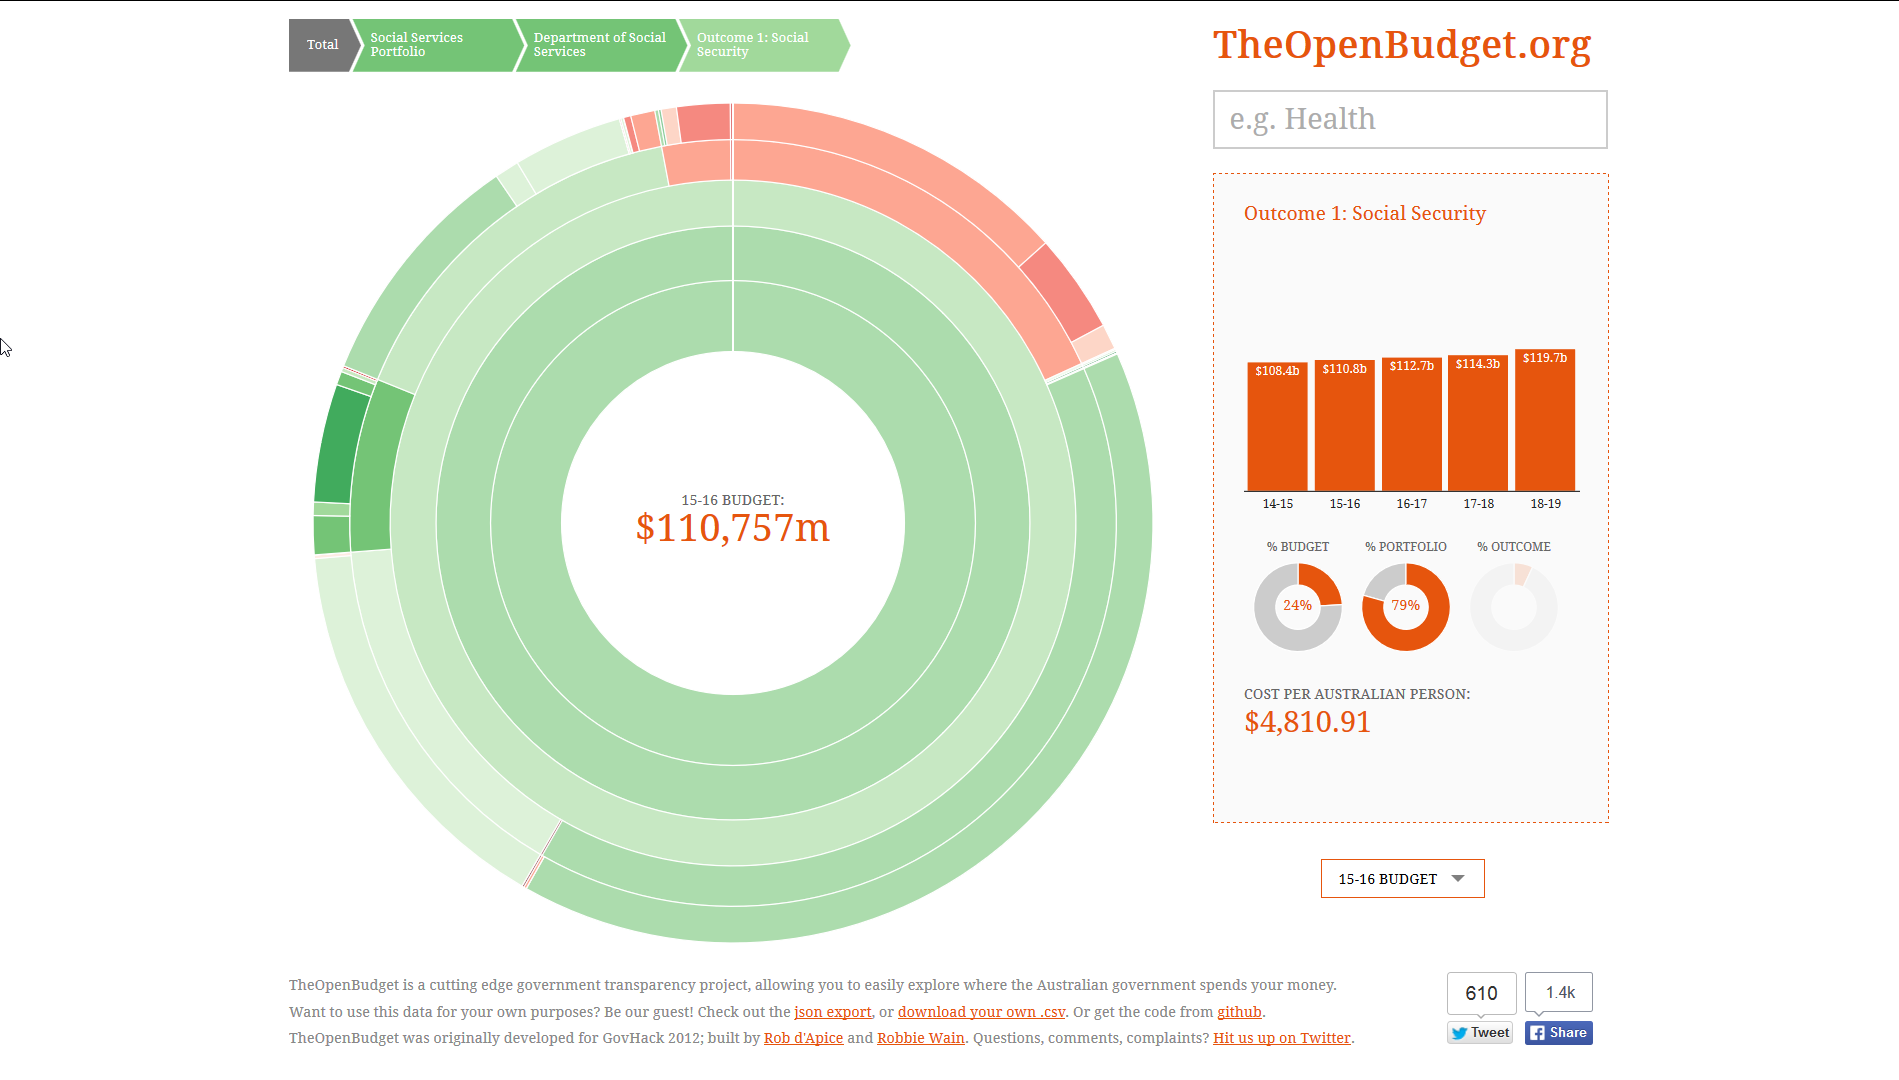 Total
Social Services
Portfolio
Department of Social
Services
Outcome 1: Social
Security
TheOpenBudget.org
e.g. Health
15-16 BUDGET:
$110,757m
Outcome 1: Social Security
$108.4b
$110.8b
$112.7b
$114.3b
$119.7b
14-15
15-16
16-17
17-18
18-19
% BUDGET
% PORTFOLIO
% OUTCOME
24%
79%
COST PER AUSTRALIAN PERSON:
$4,810.91
15-16 BUDGET
TheOpenBudget is a cutting edge government transparency project, allowing you to easily explore where the Australian government spends your money.
Want to use this data for your own purposes? Be our guest! Check out the json export, or download your own .csv. Or get the code from github.
TheOpenBudget was originally developed for GovHack 2012; built by Rob d'Apice and Robbie Wain. Questions, comments, complaints? Hit us up on Twitter.
610
1.4k
Tweet
Share